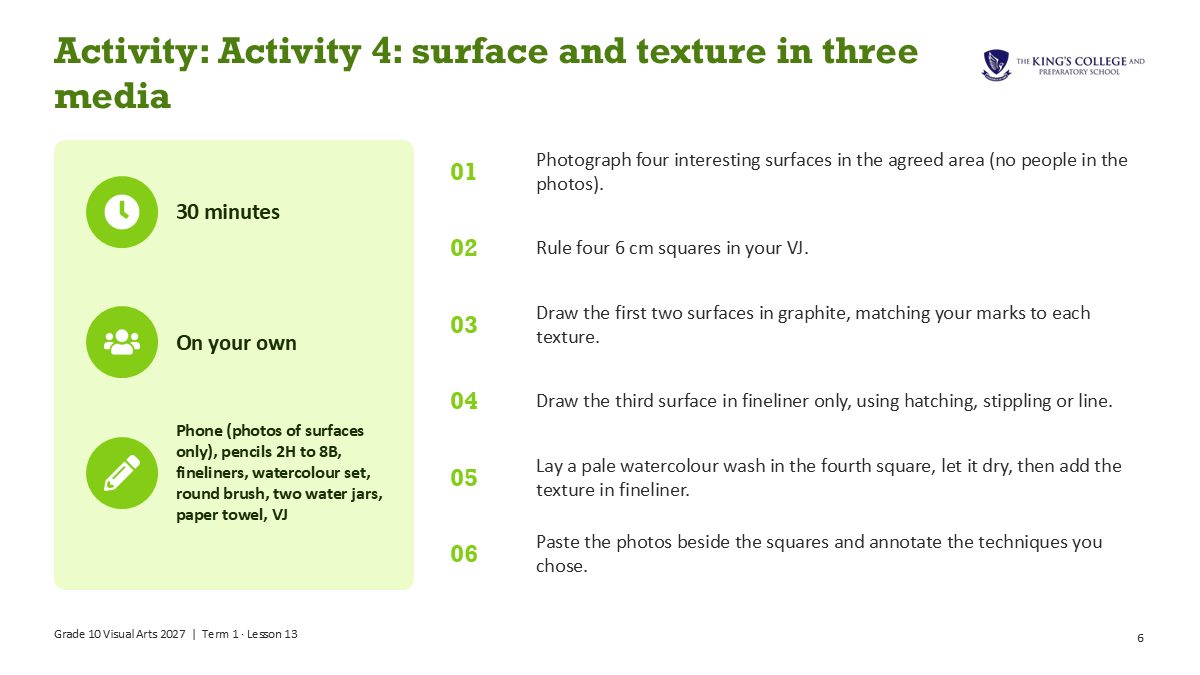 Activity: Activity 4: surface and texture in three
media
THE KING'S COLLEGE AND
PREPARATORY SCHOOL
30 minutes
On your own
Phone (photos of surfaces
only), pencils 2H to 8B,
fineliners, watercolour set,
round brush, two water jars,
paper towel, VJ
01
Photograph four interesting surfaces in the agreed area (no people in the
photos).
02
Rule four 6 cm squares in your VJ.
03
Draw the first two surfaces in graphite, matching your marks to each
texture.
04
Draw the third surface in fineliner only, using hatching, stippling or line.
05
Lay a pale watercolour wash in the fourth square, let it dry, then add the
texture in fineliner.
06
Paste the photos beside the squares and annotate the techniques you
chose.
Grade 10 Visual Arts 2027 | Term 1 · Lesson 13
6